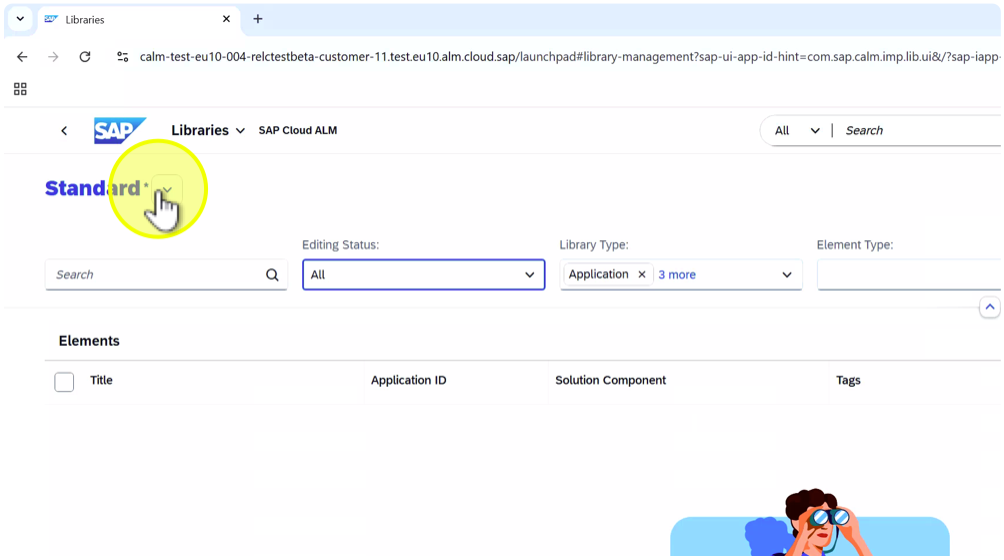 Libraries
calm-test-eu10-004-relctestbeta-customer-11.test.eu10.alm.cloud.sap/launchpad#library-management?sap-ui-app-id-hint=com.sap.calm.imp.lib.ui&/?sap-iapp-
SAP Libraries SAP Cloud ALM All Search
Standard*
Editing Status: Library Type: Element Type:
Search All Application 3 more
Elements
Title Application ID Solution Component Tags